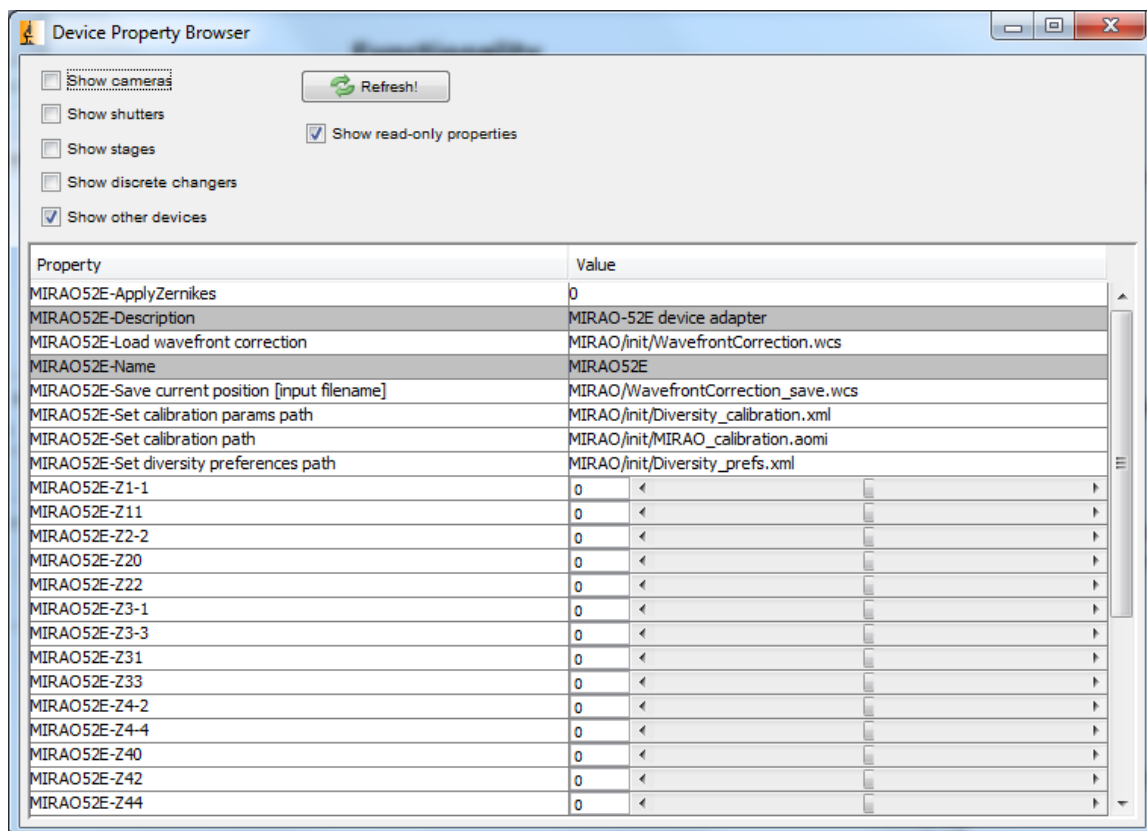 Device Property Browser
Show cameras
Refresh!
Show shutters
Show read-only properties
Show stages
Show discrete changers
Show other devices
Property Value
MIRAO52E-ApplyZernikes 0
MIRAO52E-Description MIRAO-52E device adapter
MIRAO52E-Load wavefront correction MIRAO/init/WavefrontCorrection.wcs
MIRAO52E-Name MIRAO52E
MIRAO52E-Save current position [input filename] MIRAO/WavefrontCorrection_save.wcs
MIRAO52E-Set calibration params path MIRAO/init/Diversity_calibration.xml
MIRAO52E-Set calibration path MIRAO/init/MIRAO_calibration.aomi
MIRAO52E-Set diversity preferences path MIRAO/init/Diversity_prefs.xml
MIRAO52E-Z1-1 0
MIRAO52E-Z11 0
MIRAO52E-Z2-2 0
MIRAO52E-Z20 0
MIRAO52E-Z22 0
MIRAO52E-Z3-1 0
MIRAO52E-Z3-3 0
MIRAO52E-Z31 0
MIRAO52E-Z33 0
MIRAO52E-Z4-2 0
MIRAO52E-Z4-4 0
MIRAO52E-Z40 0
MIRAO52E-Z42 0
MIRAO52E-Z44 0